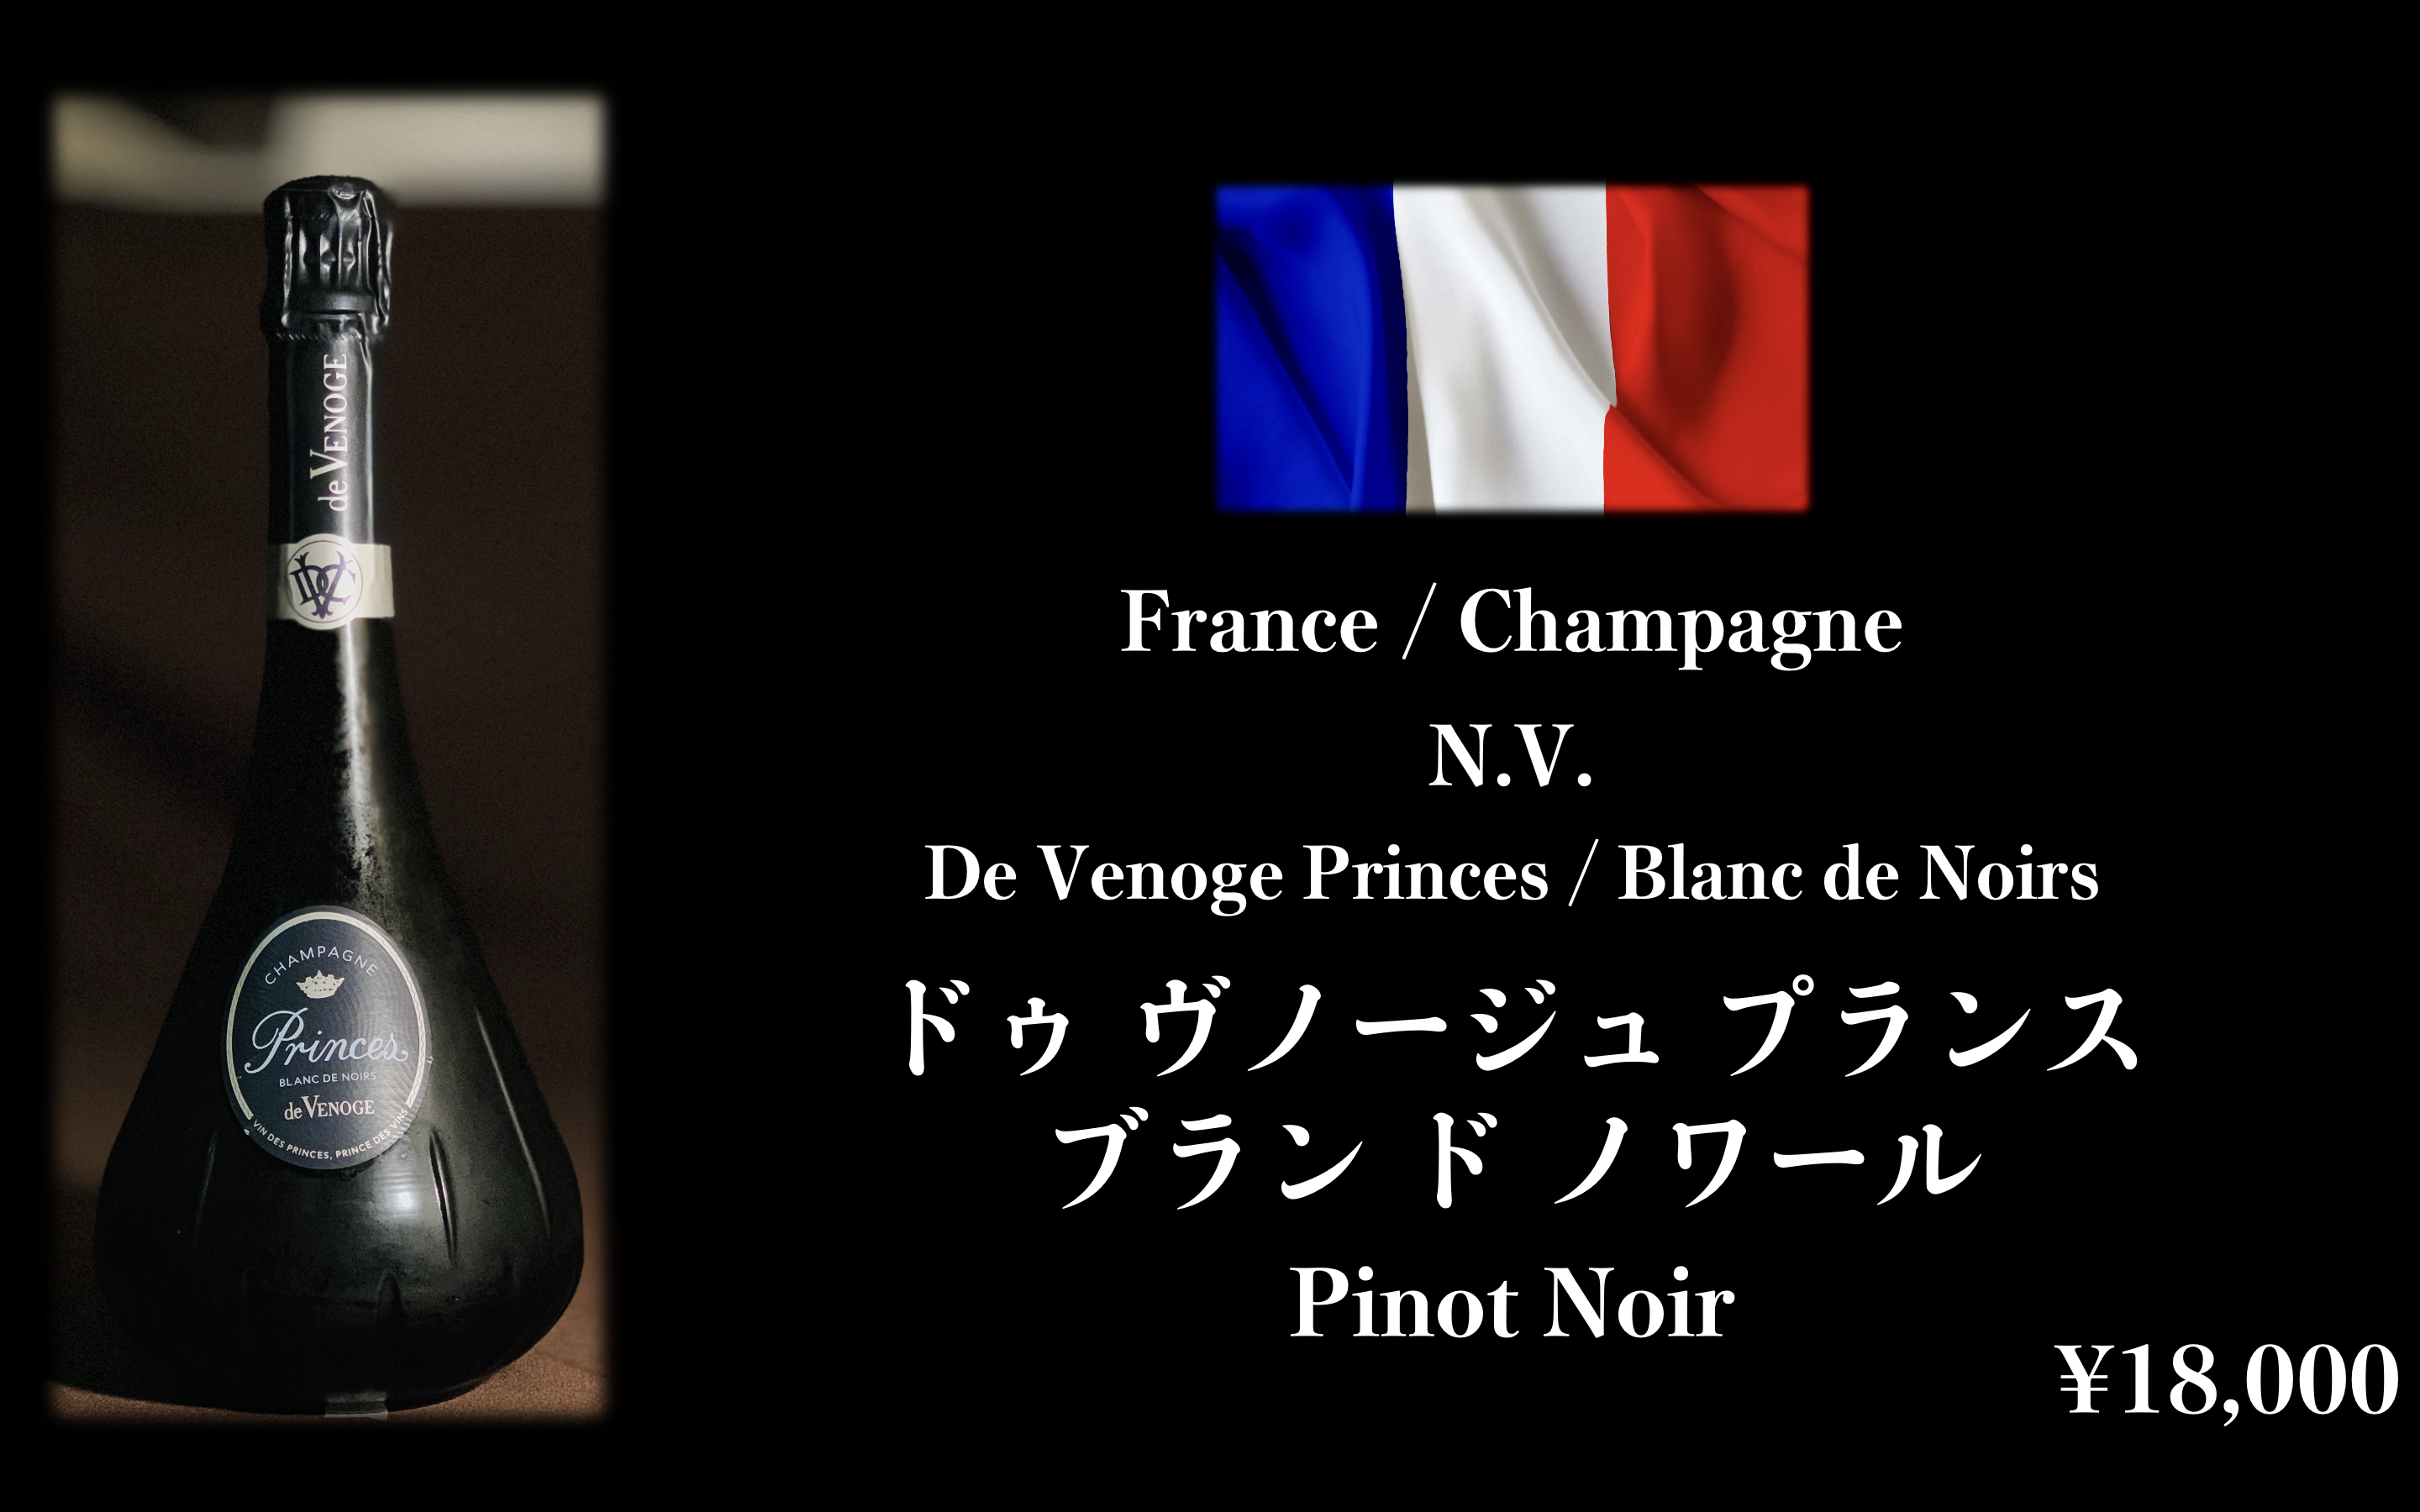 de VENOGE
DVC
CHAMPAGNE
Princes
BLANC DE NOIRS
de VENOGE
VIN DES PRINCES, PRINCE DES VINS
France / Champagne
N.V.
De Venoge Princes / Blanc de Noirs
ドゥ ヴノージュ プランス
ブラン ド ノワール
Pinot Noir
¥18,000